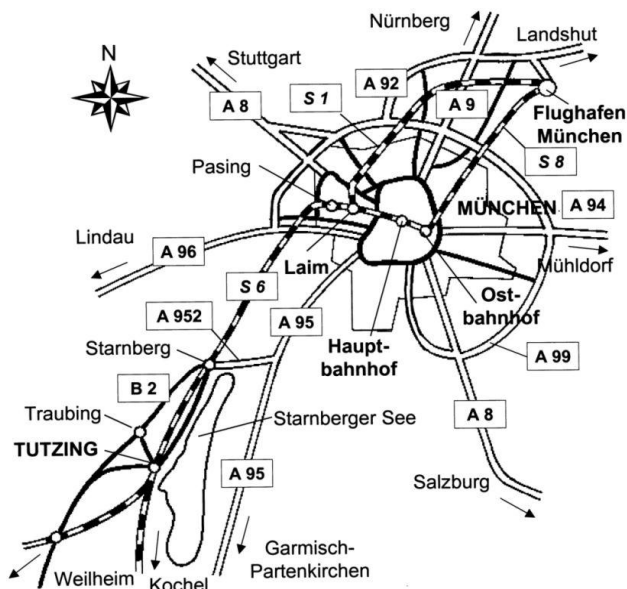 Nürnberg
Landshut
N
Stuttgart
A 92
A 8
S 1
A 9
Flughafen
München
Pasing
S 8
MÜNCHEN
A 94
Lindau
A 96
Laim
Mühldorf
S 6
Ost-
bahnhof
A 952
A 95
Haupt-
bahnhof
Starnberg
A 99
B 2
Traubing
Starnberger See
A 8
TUTZING
A 95
Salzburg
Garmisch-
Partenkirchen
Weilheim
Kochel